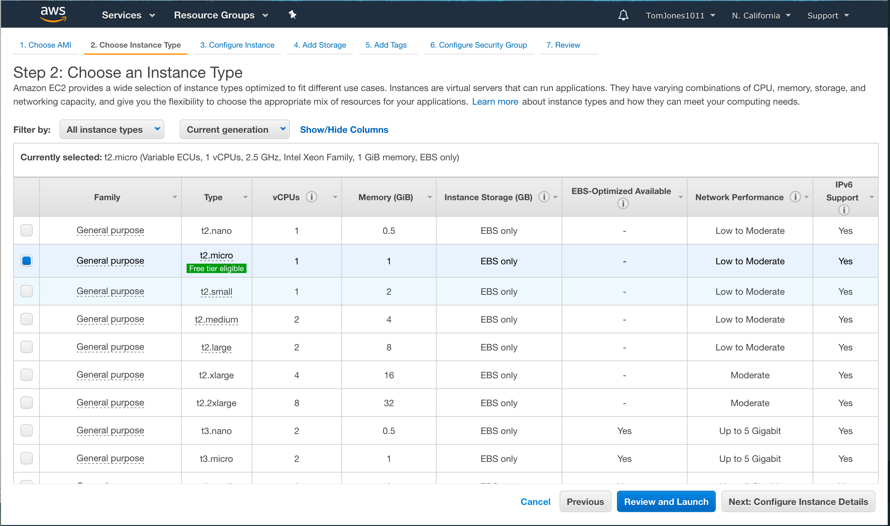 aws
Services
Resource Groups
TomJones1011
N. California
Support
1. Choose AMI
2. Choose Instance Type
3. Configure Instance
4. Add Storage
5. Add Tags
6. Configure Security Group
7. Review
Step 2: Choose an Instance Type
Amazon EC2 provides a wide selection of instance types optimized to fit different use cases. Instances are virtual servers that can run applications. They have varying combinations of CPU, memory, storage, and
networking capacity, and give you the flexibility to choose the appropriate mix of resources for your applications. Learn more about instance types and how they can meet your computing needs.
Filter by: All instance types Current generation Show/Hide Columns
Currently selected: t2.micro (Variable ECUs, 1 vCPUs, 2.5 GHz, Intel Xeon Family, 1 GiB memory, EBS only)
Family Type vCPUs Memory (GiB) Instance Storage (GB) EBS-Optimized Available Network Performance IPv6 Support
General purpose t2.nano 1 0.5 EBS only - Low to Moderate Yes
General purpose t2.micro 1 1 EBS only - Low to Moderate Yes
Free tier eligible
General purpose t2.small 1 2 EBS only - Low to Moderate Yes
General purpose t2.medium 2 4 EBS only - Low to Moderate Yes
General purpose t2.large 2 8 EBS only - Low to Moderate Yes
General purpose t2.xlarge 4 16 EBS only - Moderate Yes
General purpose t2.2xlarge 8 32 EBS only - Moderate Yes
General purpose t3.nano 2 0.5 EBS only Yes Up to 5 Gigabit Yes
General purpose t3.micro 2 1 EBS only Yes Up to 5 Gigabit Yes
Cancel Previous Review and Launch Next: Configure Instance Details